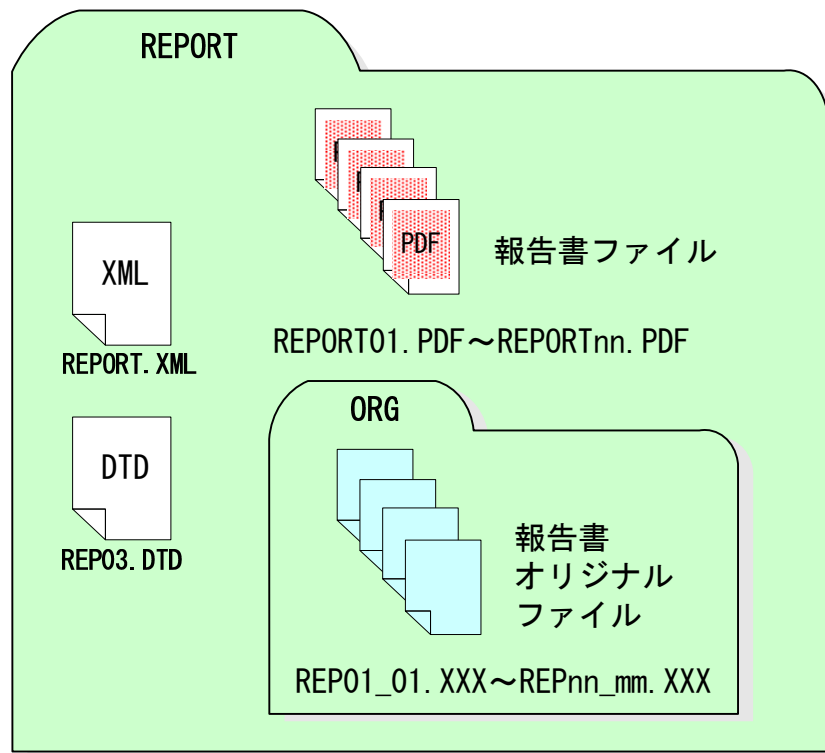 REPORT
PDF
報告書ファイル
REPORT01.PDF～REPORTnn.PDF
XML
REPORT.XML
DTD
REP03.DTD
ORG
報告書
オリジナル
ファイル
REP01_01.XXX～REPnn_mm.XXX